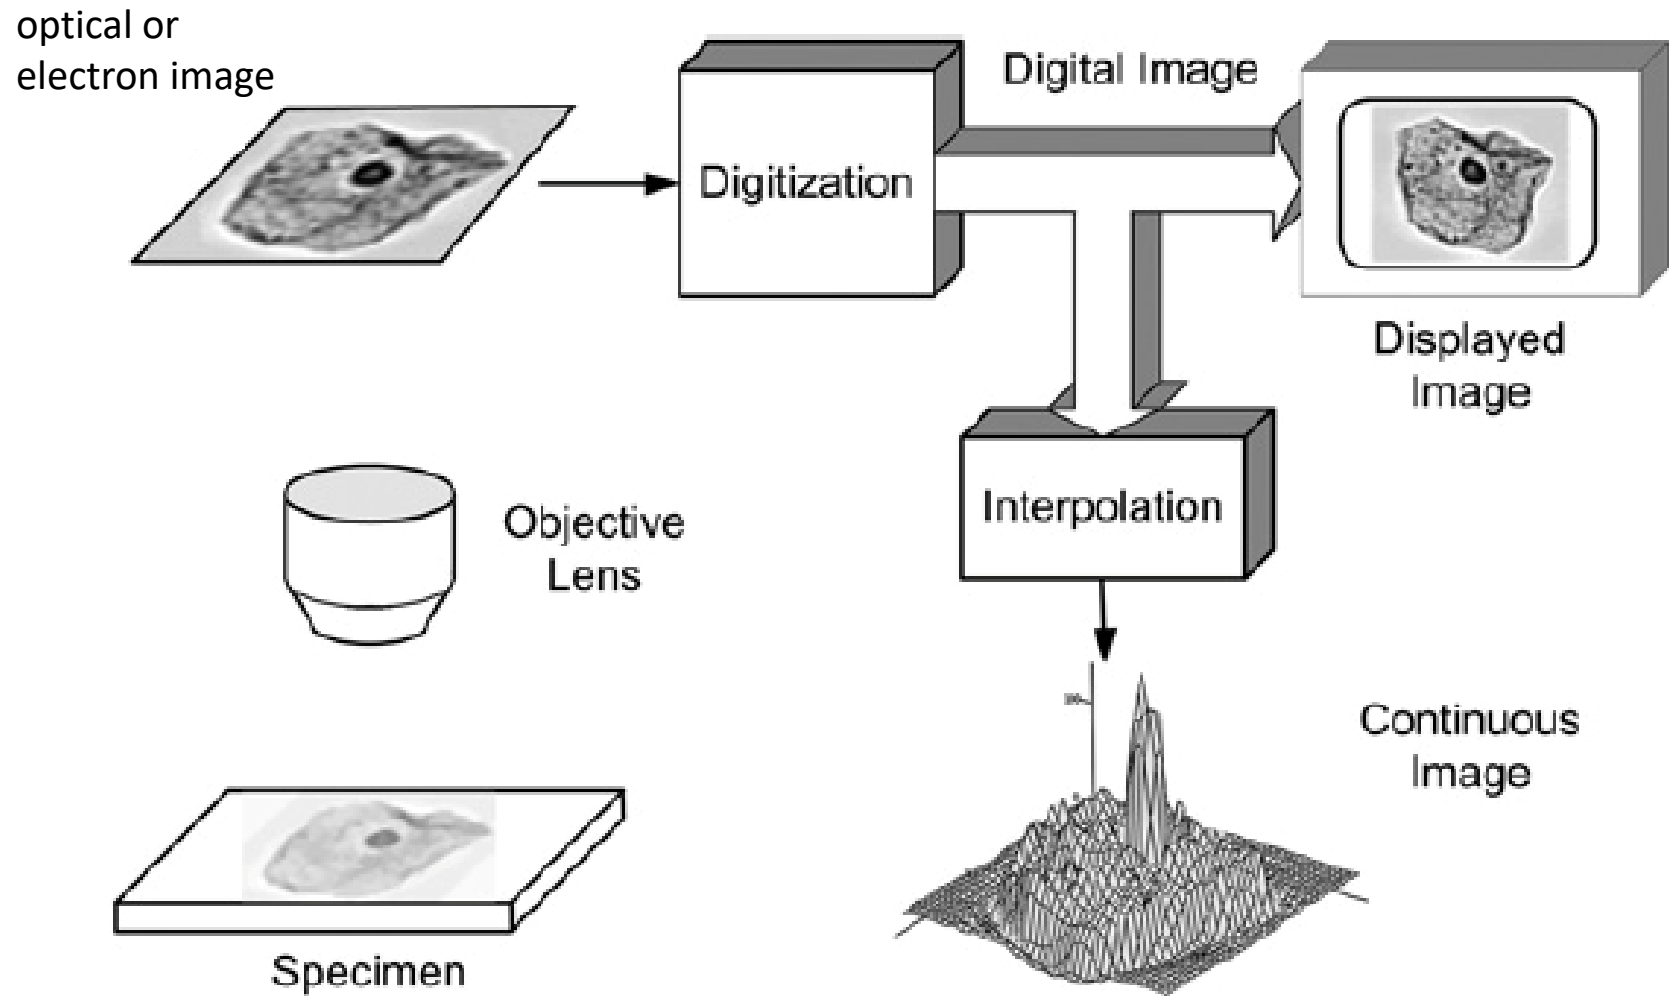 optical or
electron image
Digitization
Digital Image
Displayed
Image
Objective
Lens
Interpolation
Continuous
Image
Specimen